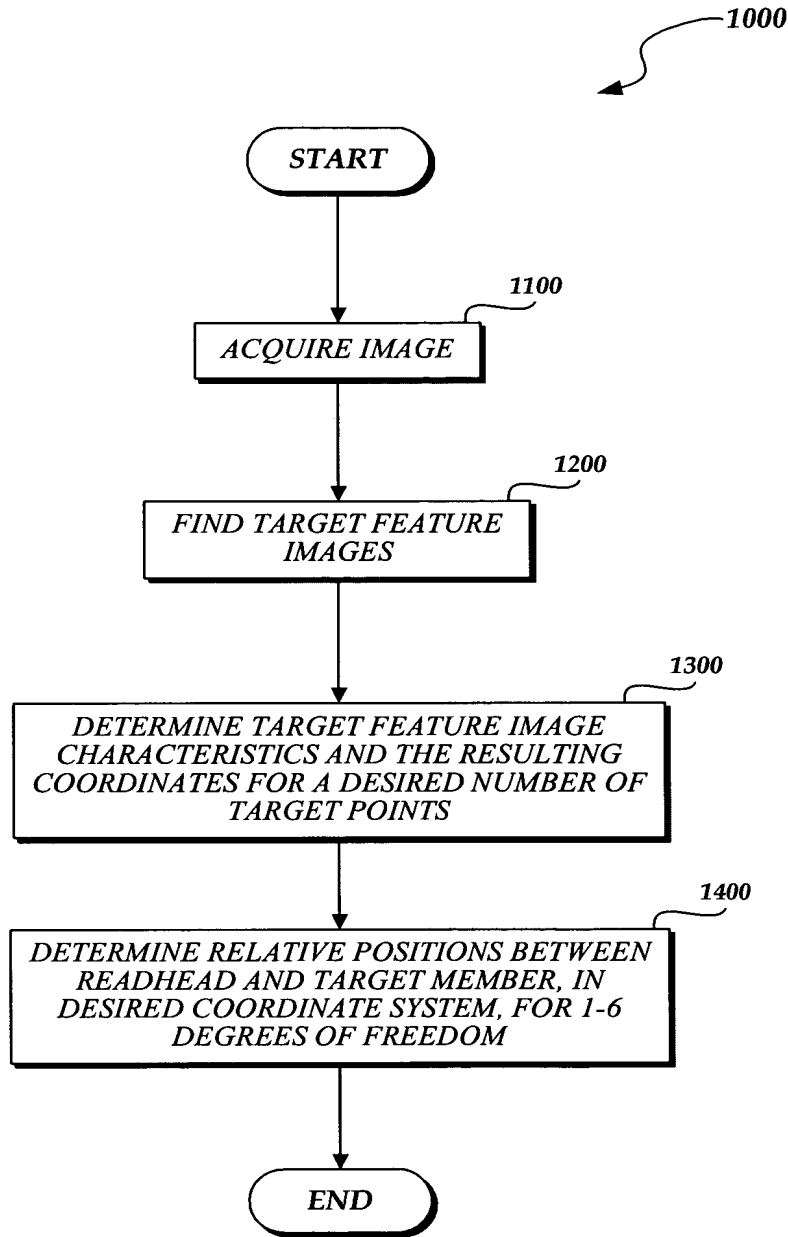 1000
START
1100
ACQUIRE IMAGE
1200
FIND TARGET FEATURE
IMAGES
1300
DETERMINE TARGET FEATURE IMAGE
CHARACTERISTICS AND THE RESULTING
COORDINATES FOR A DESIRED NUMBER OF
TARGET POINTS
1400
DETERMINE RELATIVE POSITIONS BETWEEN
READHEAD AND TARGET MEMBER, IN
DESIRED COORDINATE SYSTEM, FOR 1-6
DEGREES OF FREEDOM
END